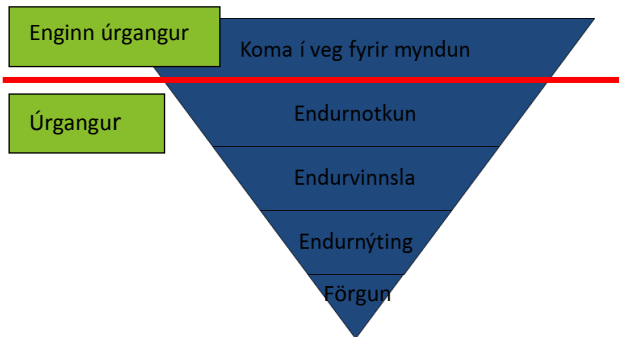 Enginn úrgangur
Koma í veg fyrir myndun
Úrgangur
Endurnotkun
Endurvinnsla
Endurnýting
Förgun